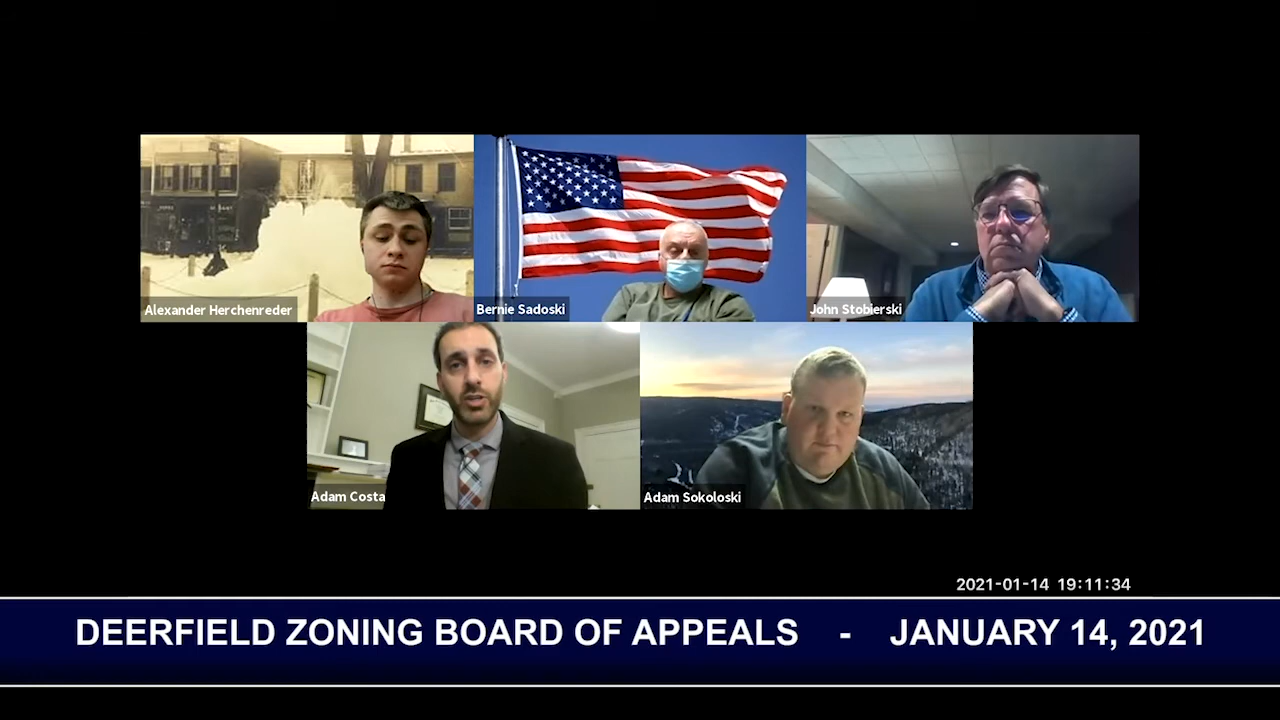 Alexander Herchenreder
Bernie Sadoski
John Stobierski
Adam Costa
Adam Sokoloski
2021-01-14 19:11:34
DEERFIELD ZONING BOARD OF APPEALS - JANUARY 14, 2021